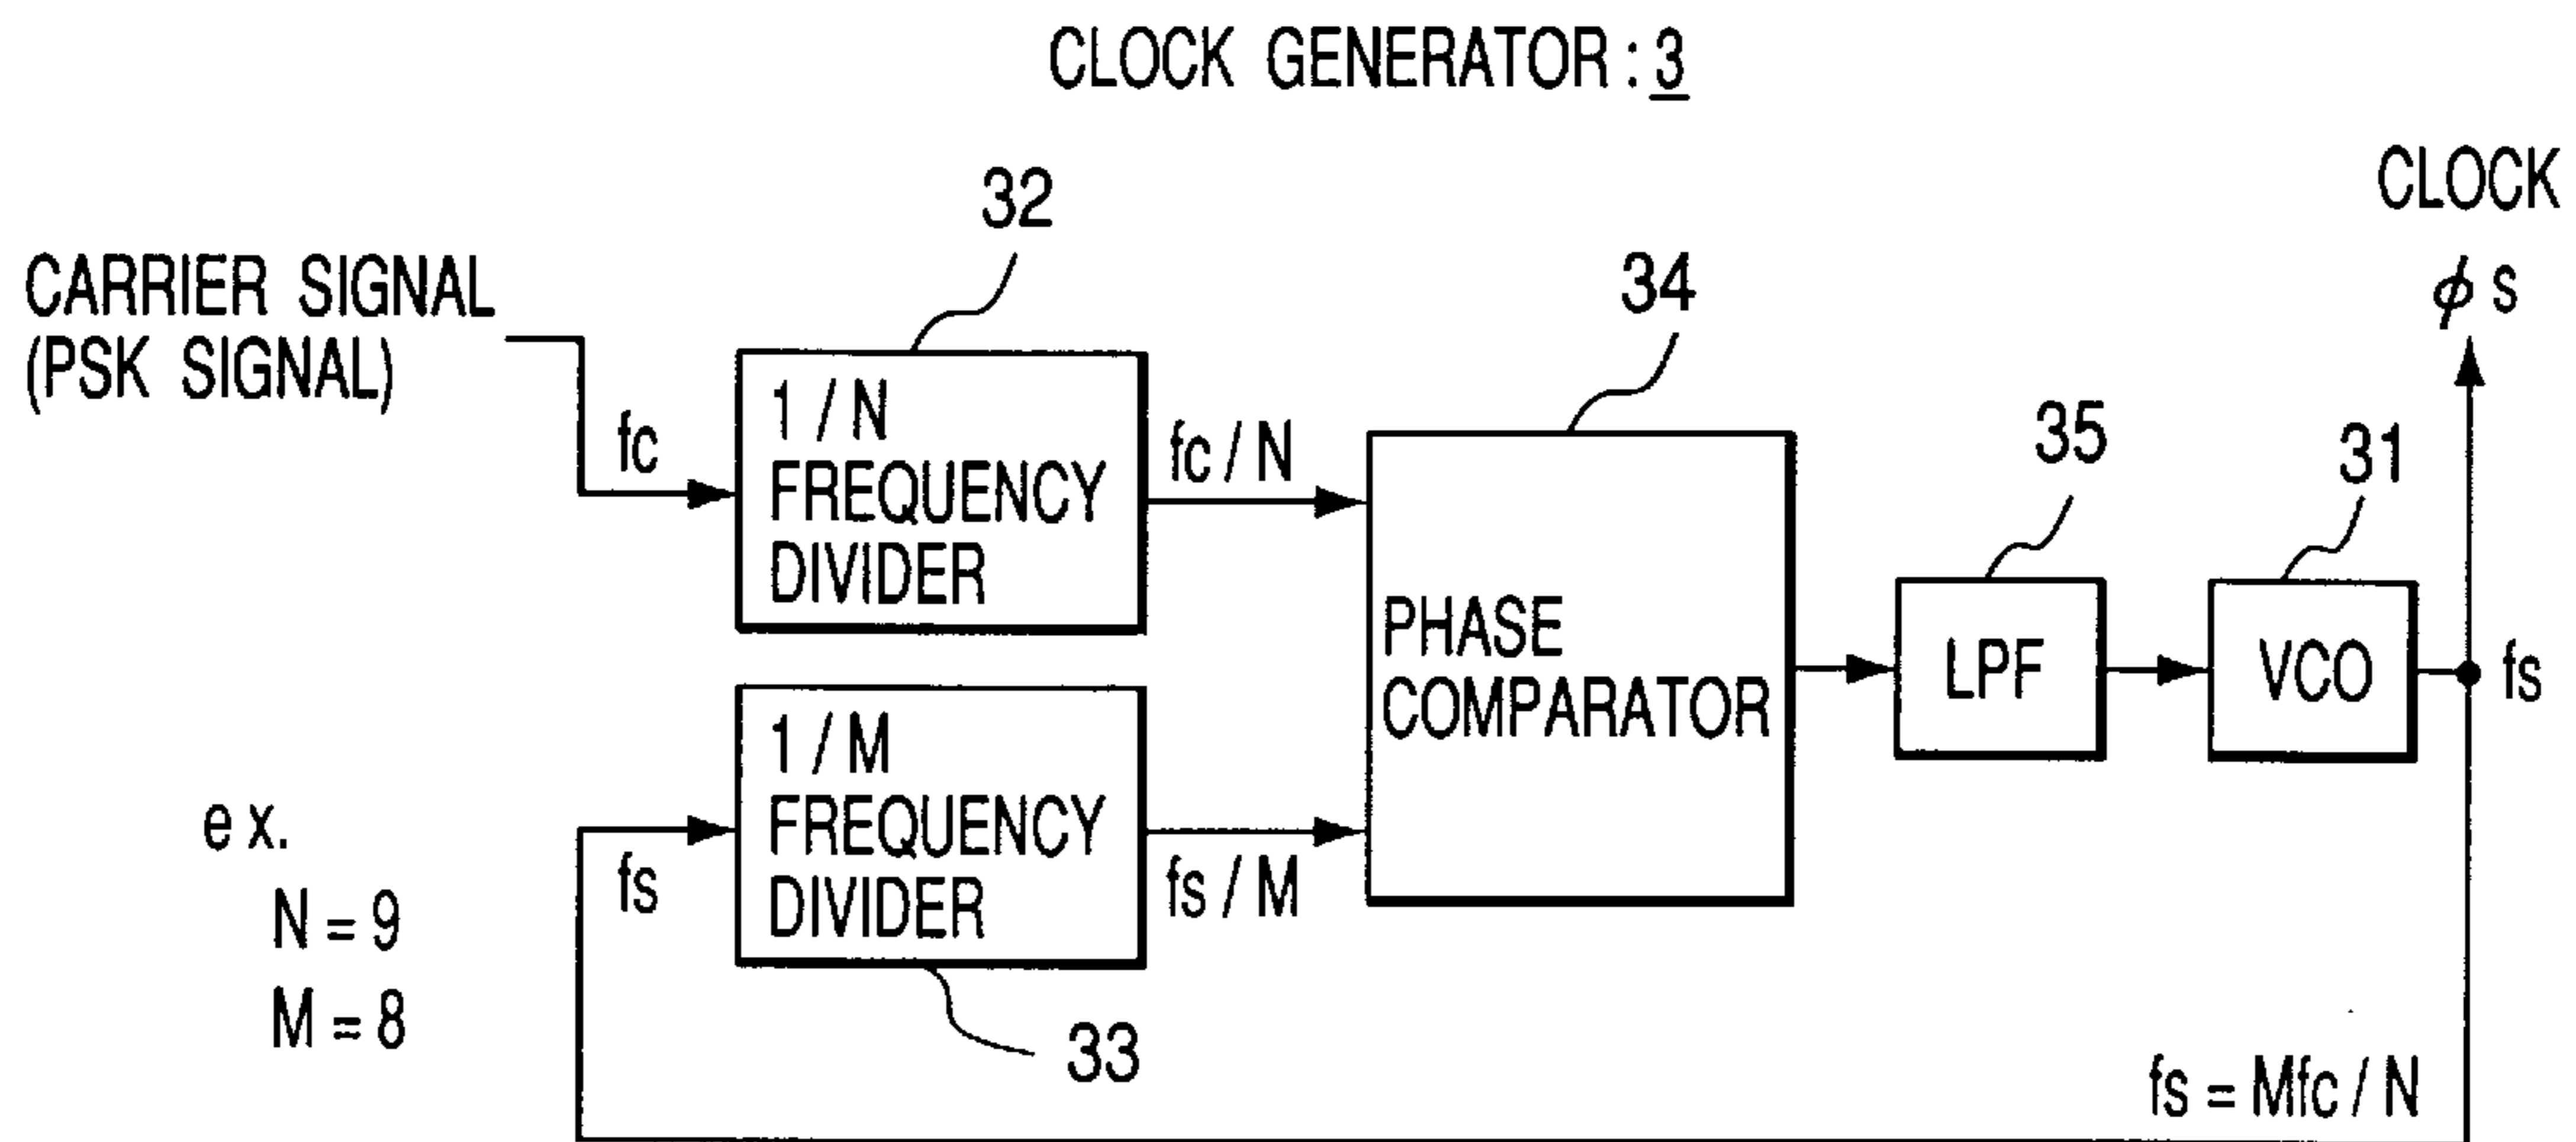 CLOCK GENERATOR : 3
CLOCK
ϕ s
32
CARRIER SIGNAL
(PSK SIGNAL)
fc
1 / N
FREQUENCY
DIVIDER
fc / N
34
PHASE
COMPARATOR
35
LPF
31
VCO
fs
ex.
N = 9
M = 8
fs
1 / M
FREQUENCY
DIVIDER
fs / M
33
fs = Mfc / N